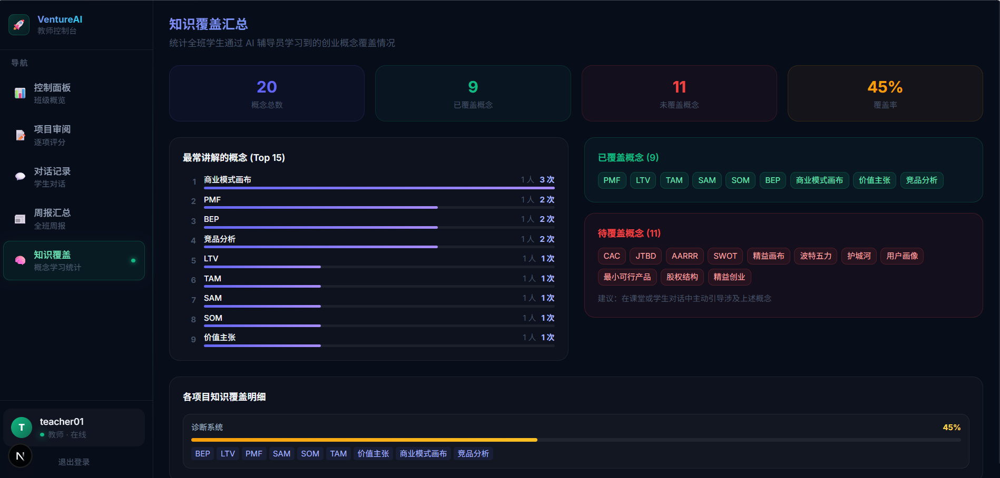 VentureAI
教师控制台
导航
控制面板
班级概览
项目审阅
逐项评分
对话记录
学生对话
周报汇总
全班周报
知识覆盖
概念学习统计
T
teacher01
教师 · 在线
N
退出登录
知识覆盖汇总
统计全班学生通过 AI 辅导员学习到的创业概念覆盖情况
20
概念总数
9
已覆盖概念
11
未覆盖概念
45%
覆盖率
最常讲解的概念 (Top 15)
1 商业模式画布 1 人 3 次
2 PMF 1 人 2 次
3 BEP 1 人 2 次
4 竞品分析 1 人 2 次
5 LTV 1 人 1 次
6 TAM 1 人 1 次
7 SAM 1 人 1 次
8 SOM 1 人 1 次
9 价值主张 1 人 1 次
已覆盖概念 (9)
PMF LTV TAM SAM SOM BEP 商业模式画布 价值主张 竞品分析
待覆盖概念 (11)
CAC JTBD AARRR SWOT 精益画布 波特五力 护城河 用户画像
最小可行产品 股权结构 精益创业
建议：在课堂或学生对话中主动引导涉及上述概念
各项目知识覆盖明细
诊断系统 45%
BEP LTV PMF SAM SOM TAM 价值主张 商业模式画布 竞品分析